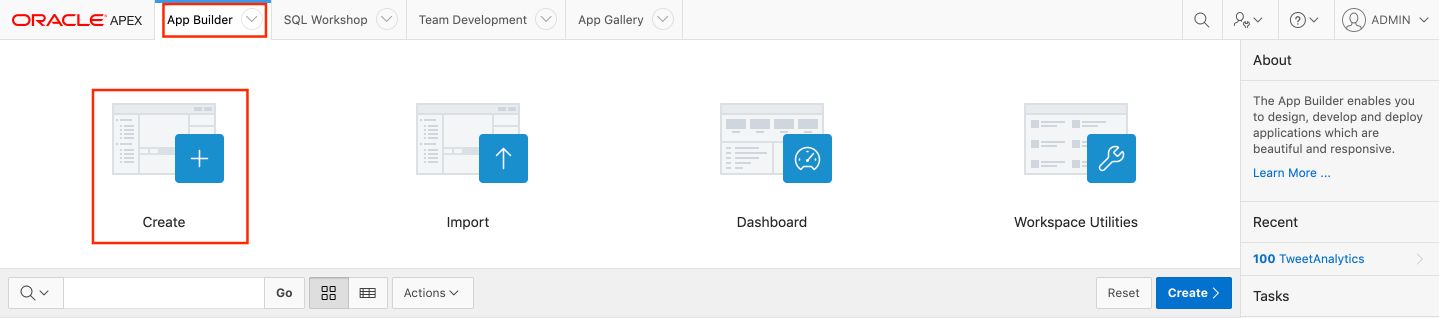 ORACLE APEX App Builder SQL Workshop Team Development App Gallery ADMIN
Create Import Dashboard Workspace Utilities
Go Actions Reset Create
About
The App Builder enables you
to design, develop and deploy
applications which are
beautiful and responsive.
Learn More ...
Recent
100 TweetAnalytics
Tasks